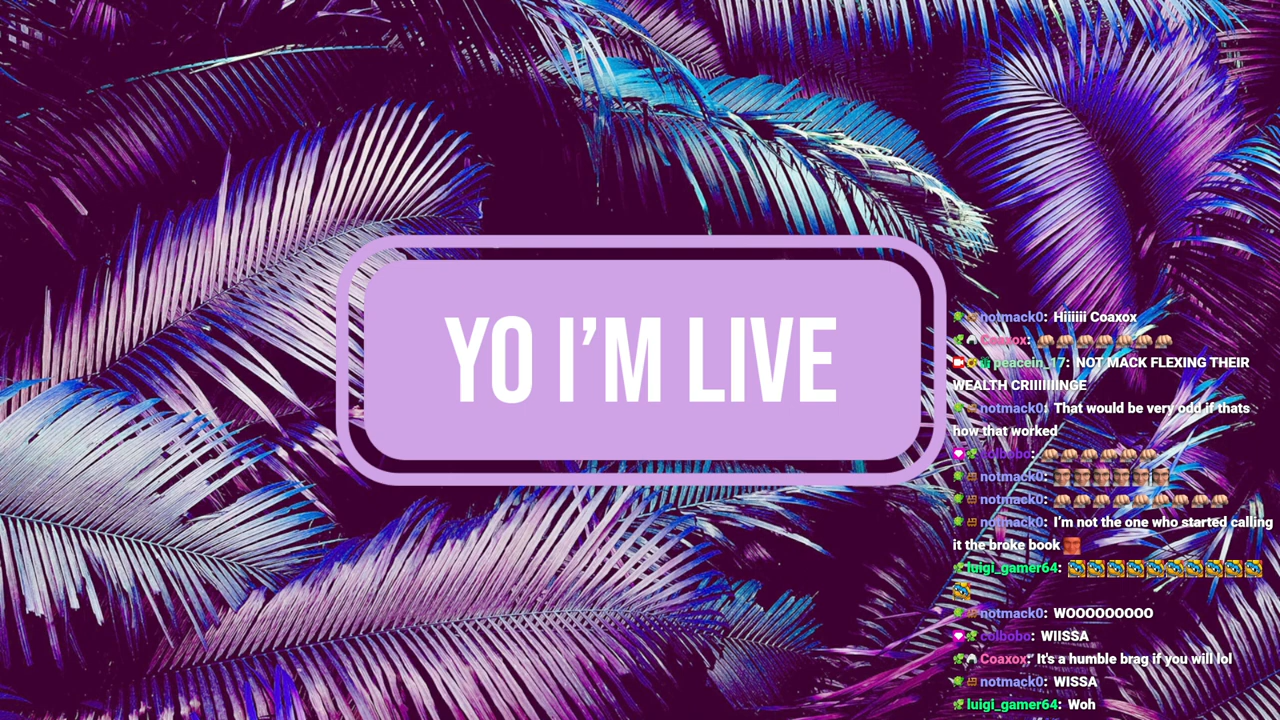 YO I'M LIVE
notmack0: Hiiiiii Coaxox
Coaxox:
peacein_17: NOT MACK FLEXING THEIR
WEALTH CRIIIIIIINGE
notmack0: That would be very odd if thats
how that worked
colbobo:
notmack0:
notmack0:
notmack0: I'm not the one who started calling
it the broke book
luigi_gamer64:
notmack0: WOOOOOOOOO
colbobo: WIISSA
Coaxox: It's a humble brag if you will lol
notmack0: WISSA
luigi_gamer64: Woh